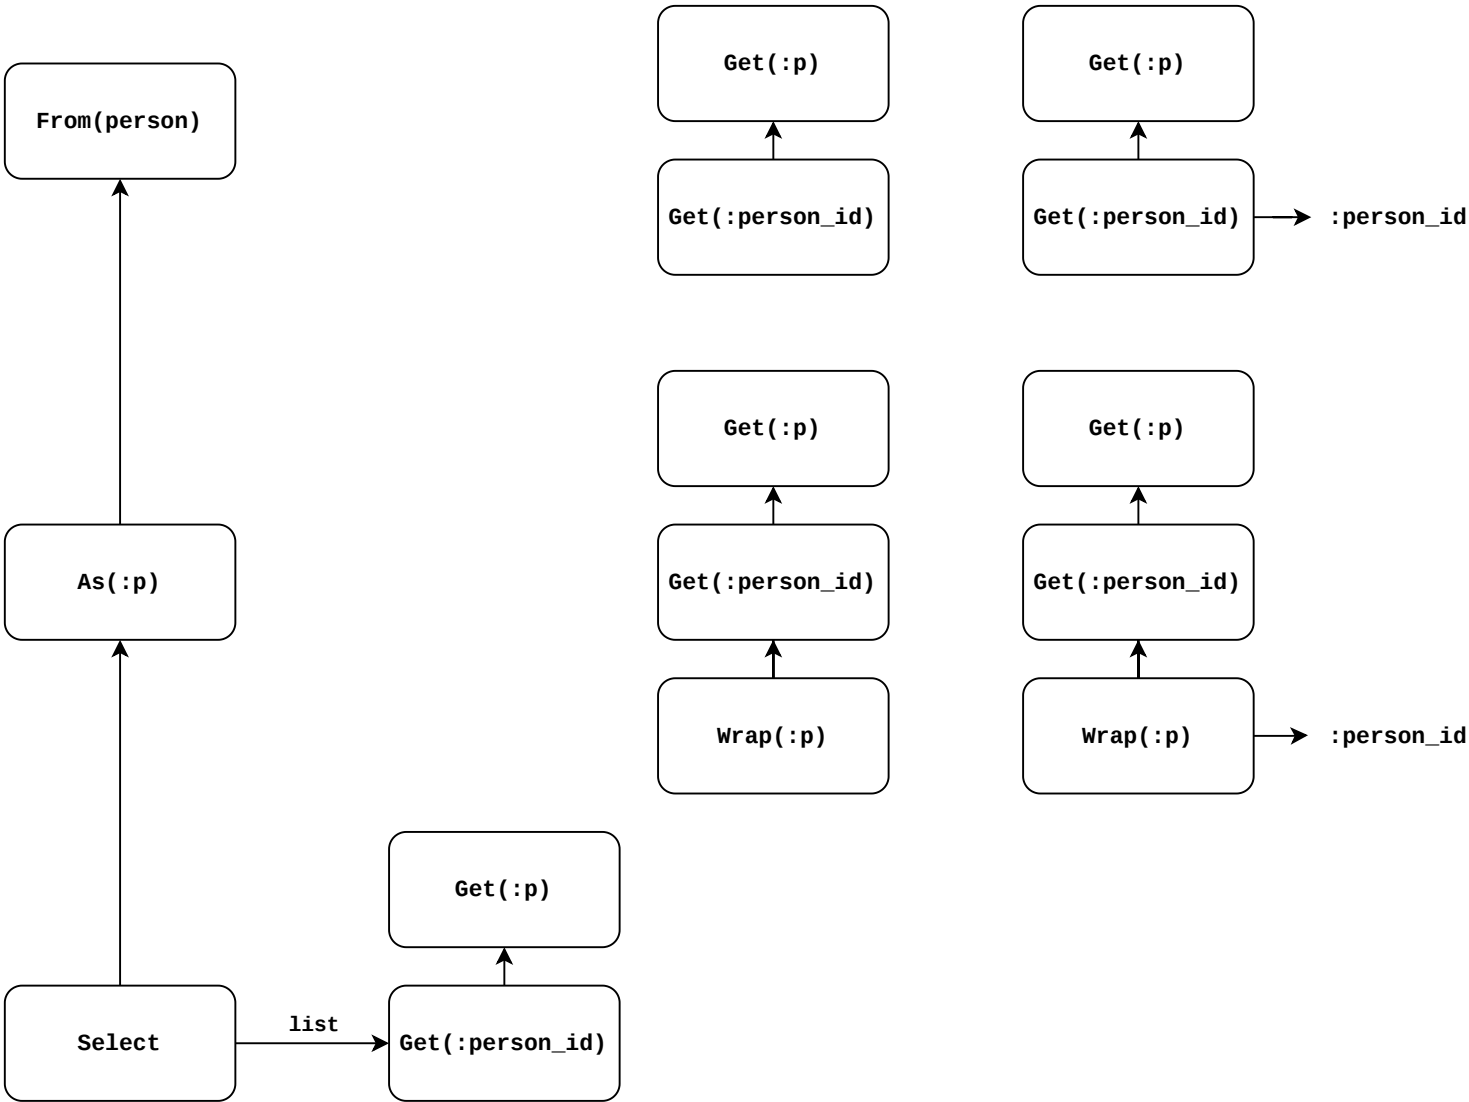 Get(:p)
Get(:p)
From(person)
Get(:person_id)
Get(:person_id)
:person_id
Get(:p)
Get(:p)
As(:p)
Get(:person_id)
Get(:person_id)
Wrap(:p)
Wrap(:p)
:person_id
Get(:p)
list
Select
Get(:person_id)